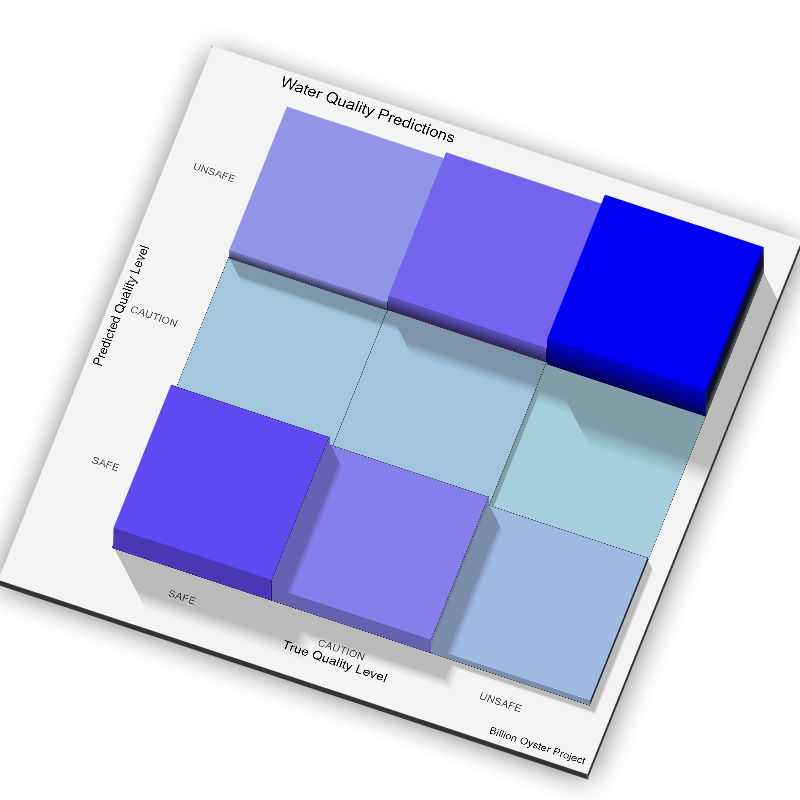 Water Quality Predictions
UNSAFE
CAUTION
SAFE
Predicted Quality Level
SAFE
CAUTION
UNSAFE
True Quality Level
Billion Oyster Project